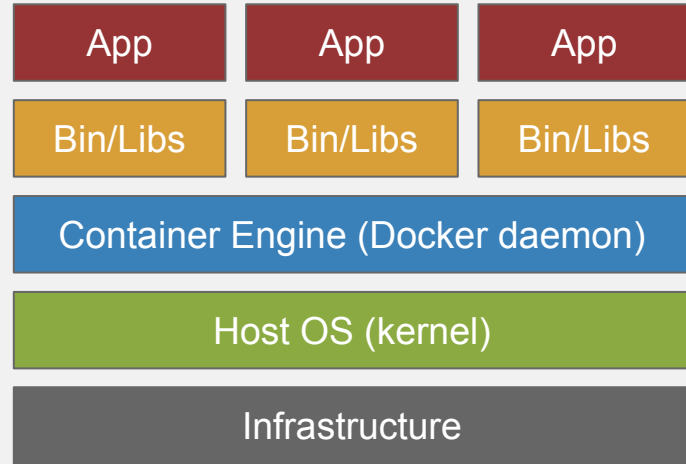 App App App
Bin/Libs Bin/Libs Bin/Libs
Container Engine (Docker daemon)
Host OS (kernel)
Infrastructure